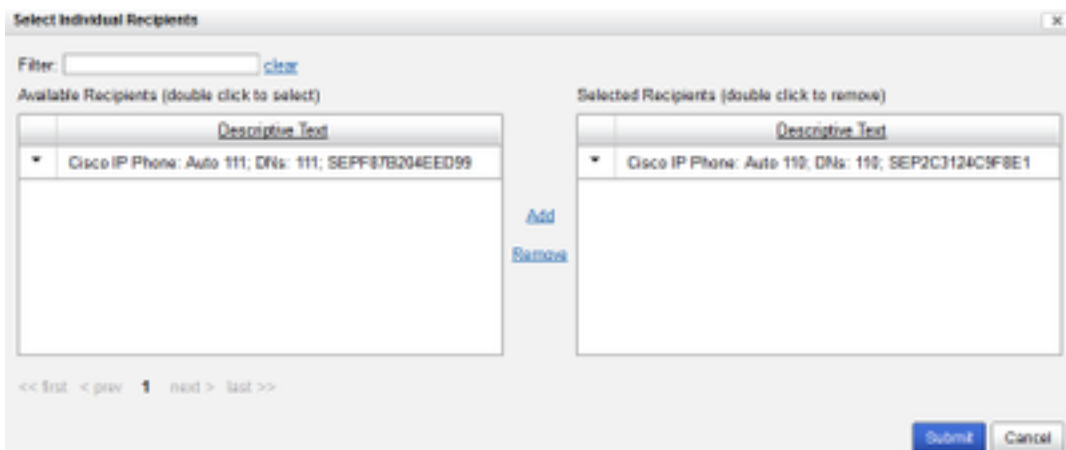 Select Individual Recipients
Filter: clear
Available Recipients (double click to select)
Selected Recipients (double click to remove)
Descriptive Text
Descriptive Text
Cisco IP Phone: Auto 111; DNs: 111; SEPF87B204EED99
Cisco IP Phone: Auto 110; DNs: 110; SEP2C3124C9F8E1
Add
Remove
<< first < prev 1 next > last >>
Submit Cancel